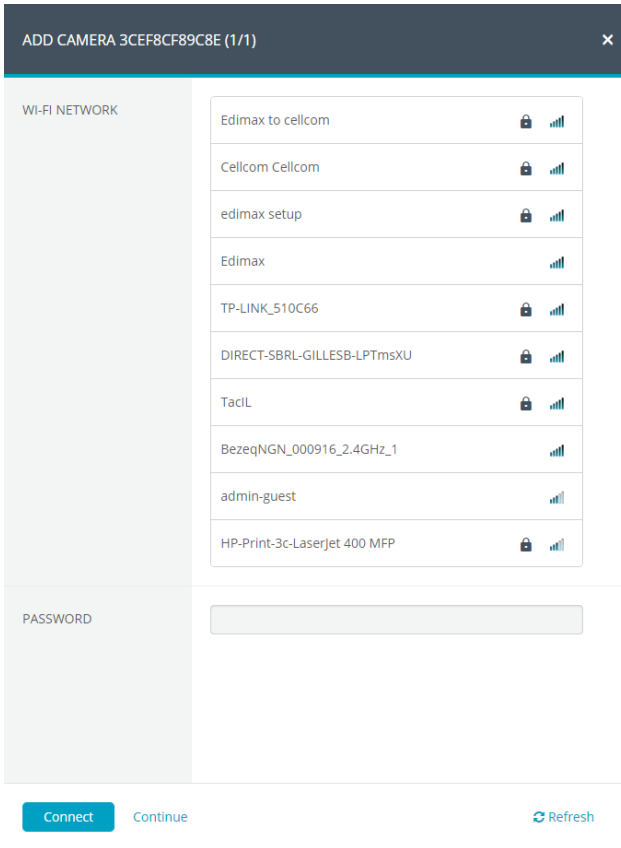 ADD CAMERA 3CEF8CF89C8E (1/1)
WI-FI NETWORK
Edimax to cellcom
Cellcom Cellcom
edimax setup
Edimax
TP-LINK_510C66
DIRECT-SBRL-GILLESB-LPTmsXU
TacIL
BezeqNGN_000916_2.4GHz_1
admin-guest
HP-Print-3c-LaserJet 400 MFP
PASSWORD
Connect Continue Refresh